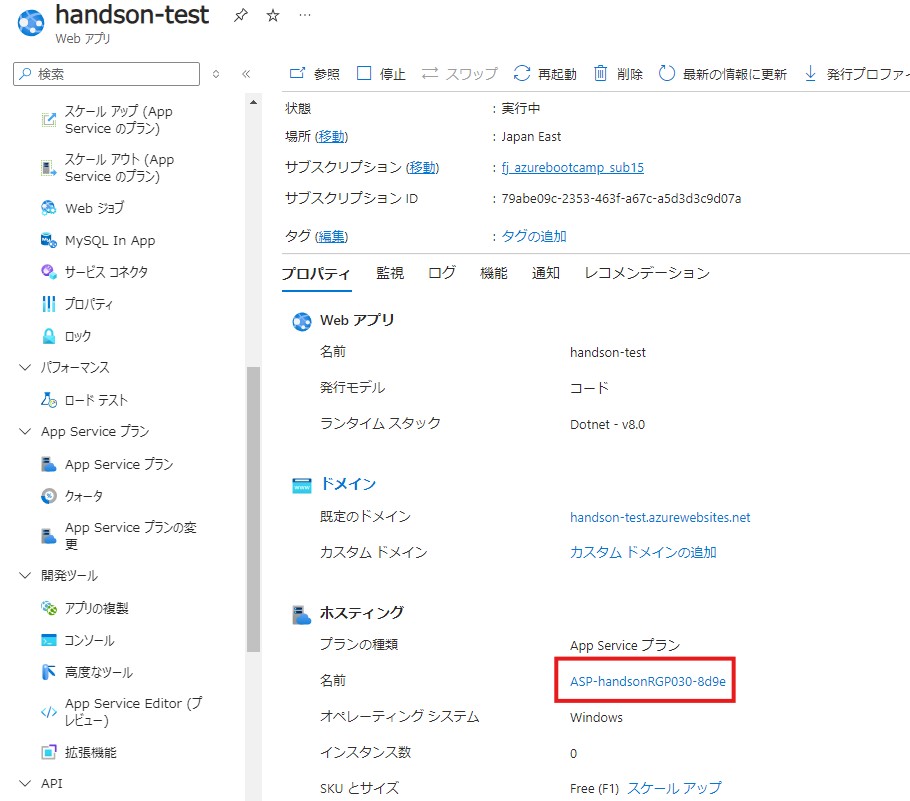 handson-test
Web アプリ
検索
参照 停止 スワップ 再起動 削除 最新の情報に更新 発行プロファイ
スケール アップ (App
Service のプラン)
スケール アウト (App
Service のプラン)
Web ジョブ
MySQL In App
サービス コネクタ
プロパティ
ロック
パフォーマンス
ロード テスト
App Service プラン
App Service プラン
クォータ
App Service プランの変
更
開発ツール
アプリの複製
コンソール
高度なツール
App Service Editor (プ
レビュー)
拡張機能
API
状態 : 実行中
場所 (移動) : Japan East
サブスクリプション (移動) : fj_azurebootcamp_sub15
サブスクリプション ID : 79abe09c-2353-463f-a67c-a5d3d3c9d07a
タグ (編集) : タグの追加
プロパティ 監視 ログ 機能 通知 レコメンデーション
Web アプリ
名前 handson-test
発行モデル コード
ランタイム スタック Dotnet - v8.0
ドメイン
既定のドメイン handson-test.azurewebsites.net
カスタム ドメイン カスタム ドメインの追加
ホスティング
プランの種類 App Service プラン
名前 ASP-handsonRGP030-8d9e
オペレーティング システム Windows
インスタンス数 0
SKU とサイズ Free (F1) スケール アップ